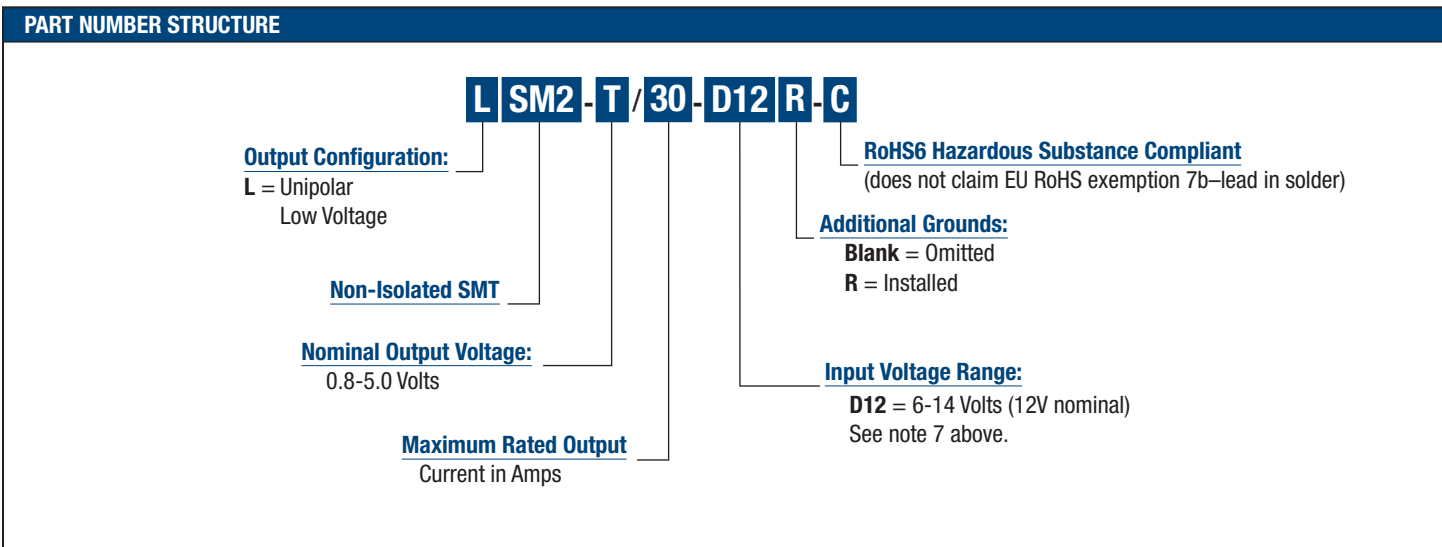 PART NUMBER STRUCTURE
L SM2 - T / 30 - D12 R - C
Output Configuration:
L = Unipolar
Low Voltage
Non-Isolated SMT
Nominal Output Voltage:
0.8-5.0 Volts
Maximum Rated Output
Current in Amps
RoHS6 Hazardous Substance Compliant
(does not claim EU RoHS exemption 7b–lead in solder)
Additional Grounds:
Blank = Omitted
R = Installed
Input Voltage Range:
D12 = 6-14 Volts (12V nominal)
See note 7 above.